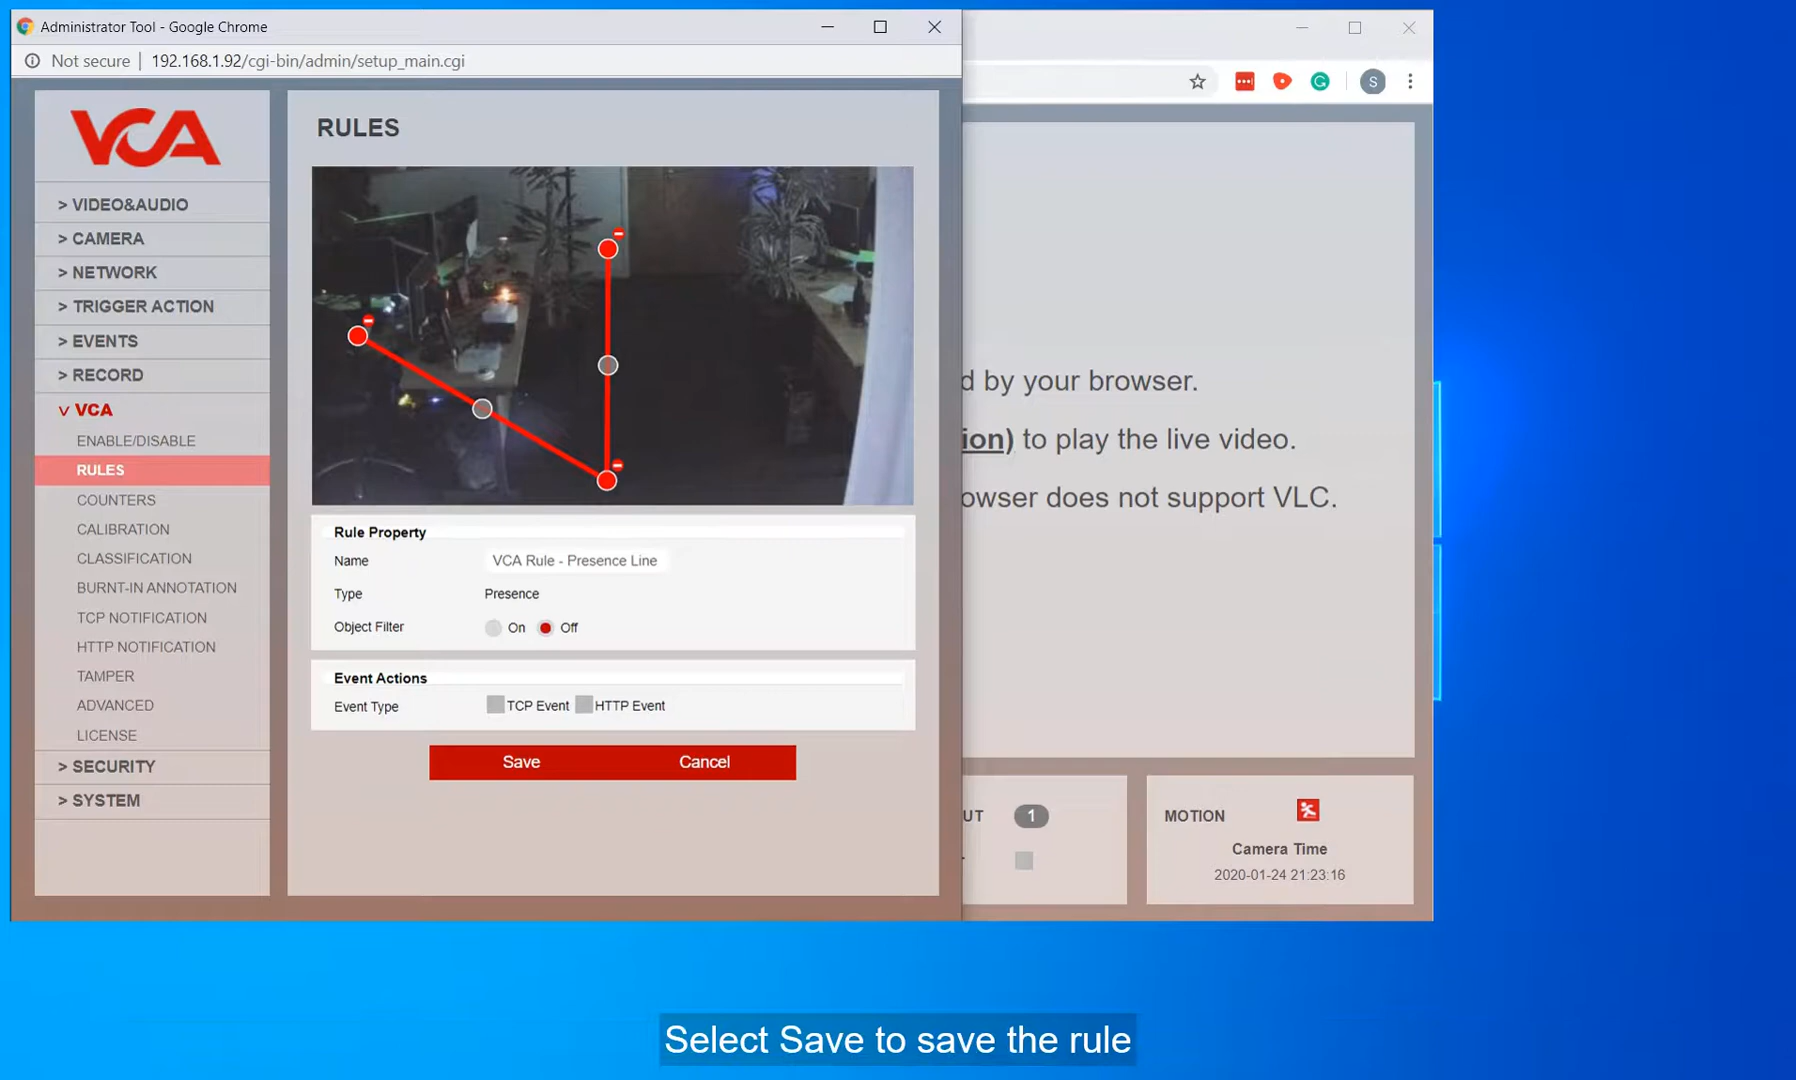 Administrator Tool - Google Chrome
Not secure | 192.168.1.92/cgi-bin/admin/setup_main.cgi
S
VCA
> VIDEO&AUDIO
> CAMERA
> NETWORK
> TRIGGER ACTION
> EVENTS
> RECORD
v VCA
ENABLE/DISABLE
RULES
COUNTERS
CALIBRATION
CLASSIFICATION
BURNT-IN ANNOTATION
TCP NOTIFICATION
HTTP NOTIFICATION
TAMPER
ADVANCED
LICENSE
> SECURITY
> SYSTEM
RULES
Rule Property
Name VCA Rule - Presence Line
Type Presence
Object Filter On Off
Event Actions
Event Type TCP Event HTTP Event
Save Cancel
d by your browser.
ion) to play the live video.
owser does not support VLC.
UT 1
MOTION
Camera Time
2020-01-24 21:23:16
Select Save to save the rule